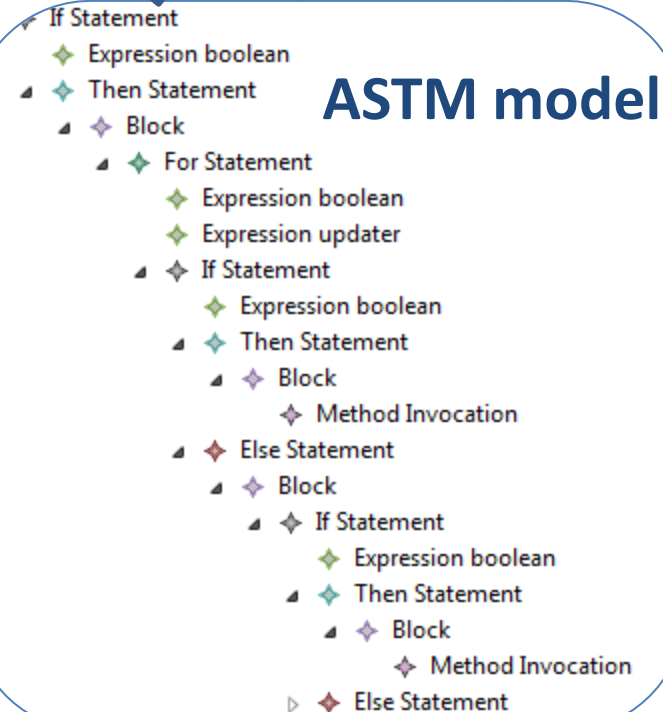 If Statement
Expression boolean
Then Statement
ASTM model
Block
For Statement
Expression boolean
Expression updater
If Statement
Expression boolean
Then Statement
Block
Method Invocation
Else Statement
Block
If Statement
Expression boolean
Then Statement
Block
Method Invocation
Else Statement